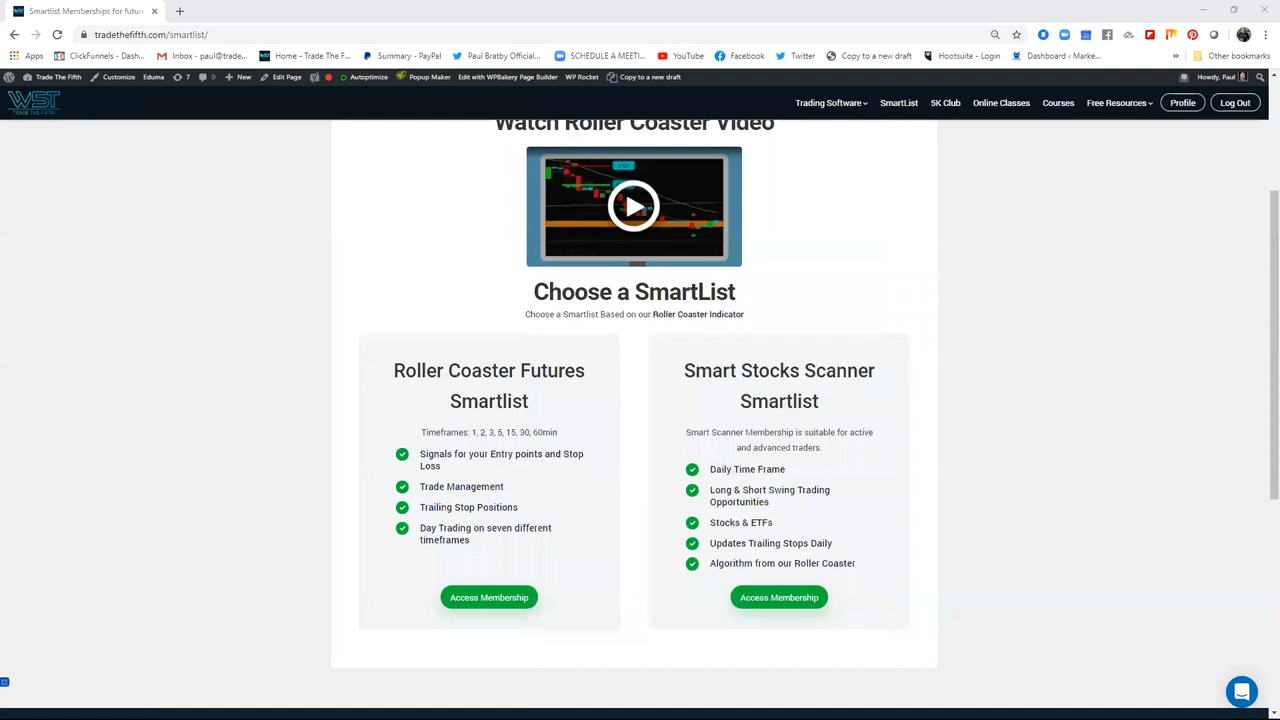 Smartlist Memberships for futur
tradethefifth.com/smartlist/
Apps
ClickFunnels - Dash...
Inbox - paul@trade...
Home - Trade The F...
Summary - PayPal
Paul Bratby Official...
SCHEDULE A MEETI...
YouTube
Facebook
Twitter
Copy to a new draft
Hootsuite - Login
Dashboard ‹ Marke...
»
Other bookmarks
Trade The Fifth
Customize
Eduma
7
0
New
Edit Page
Autoptimize
Popup Maker
Edit with WPBakery Page Builder
WP Rocket
Copy to a new draft
Howdy, Paul
WST
TRADE THE FIFTH
Trading Software
SmartList
5K Club
Online Classes
Courses
Free Resources
Profile
Log Out
Watch Roller Coaster Video
Choose a SmartList
Choose a Smartlist Based on our Roller Coaster Indicator
Roller Coaster Futures
Smartlist
Timeframes: 1, 2, 3, 5, 15, 30, 60min
Signals for your Entry points and Stop
Loss
Trade Management
Trailing Stop Positions
Day Trading on seven different
timeframes
Access Membership
Smart Stocks Scanner
Smartlist
Smart Scanner Membership is suitable for active
and advanced traders.
Daily Time Frame
Long & Short Swing Trading
Opportunities
Stocks & ETFs
Updates Trailing Stops Daily
Algorithm from our Roller Coaster
Access Membership